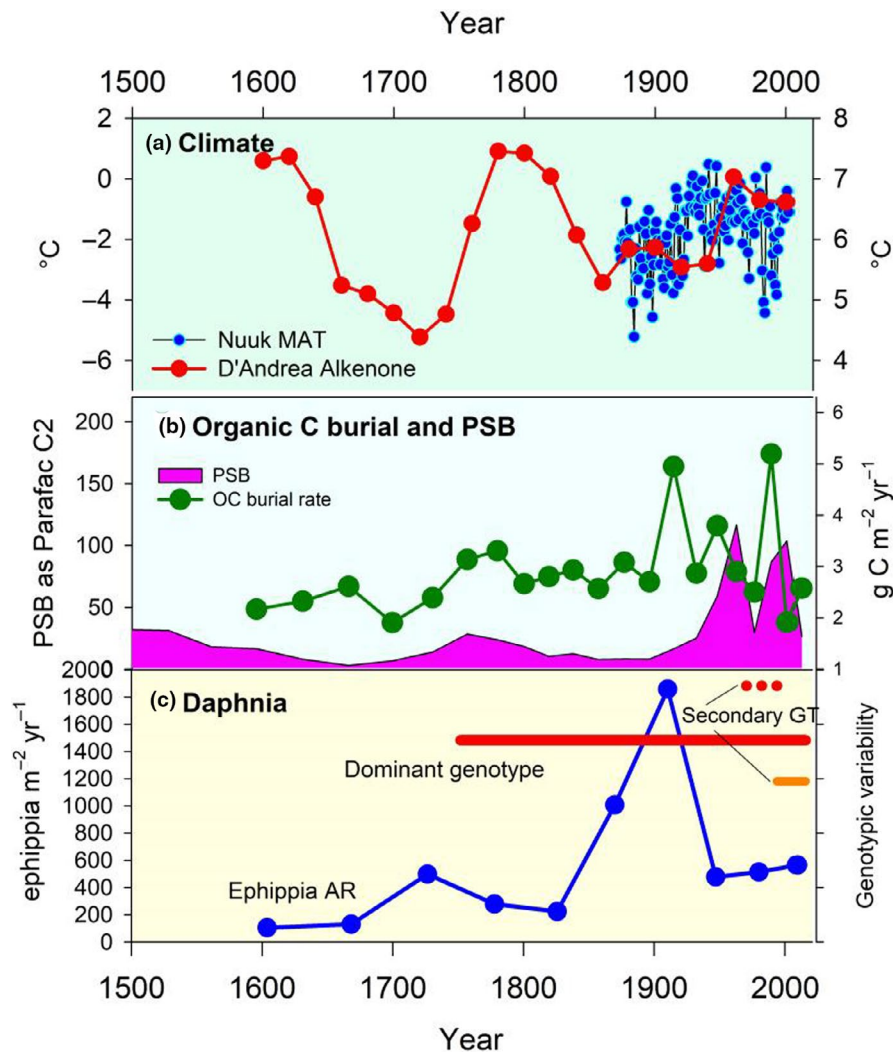 Year
1500 1600 1700 1800 1900 2000
2 8
(a) Climate
0 7
°C °C
−2 6
−4 5
Nuuk MAT
−6 4
D'Andrea Alkenone
200 6
(b) Organic C burial and PSB
PSB as Parafac C2
150 5
PSB
OC burial rate
4
g C m⁻² yr⁻¹
100 3
50 2
0 1
2000
(c) Daphnia
1800
Secondary GT
1600
1400
Dominant genotype
1200
ephippia m⁻² yr⁻¹
Genotypic variability
1000
800
600
400
Ephippia AR
200
0
1500 1600 1700 1800 1900 2000
Year